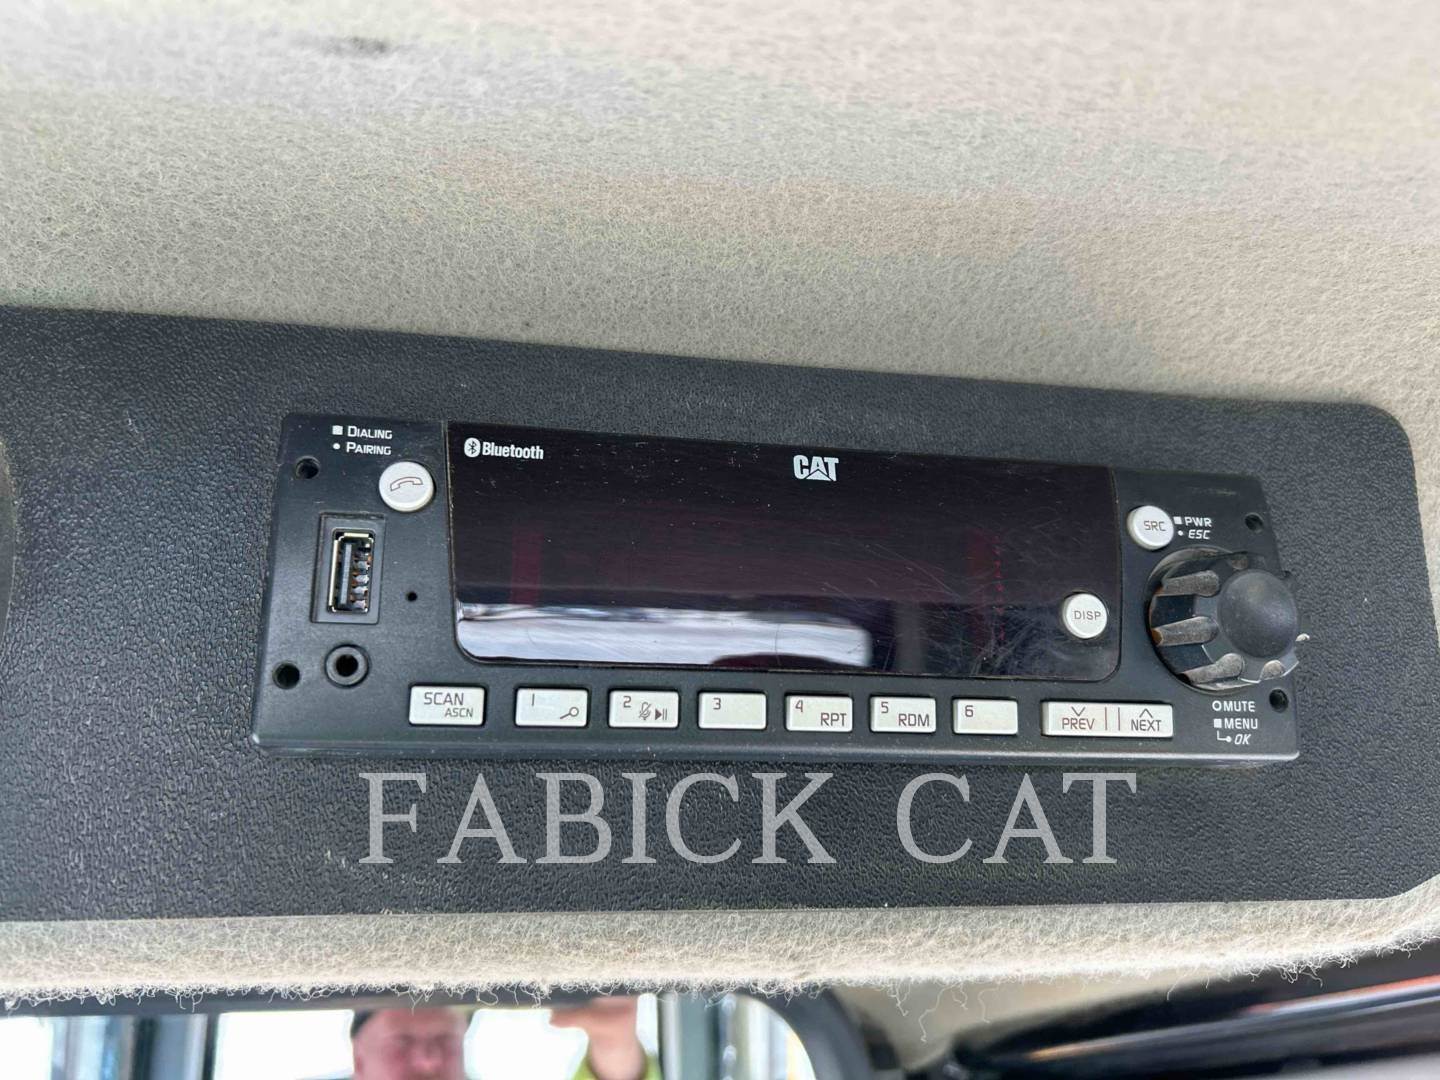 DIALING
PAIRING
Bluetooth
CAT
SRC
PWR
ESC
DISP
SCAN
ASCN
1
2
3
4
RPT
5
RDM
6
PREV
NEXT
MUTE
MENU
OK
FABICK CAT